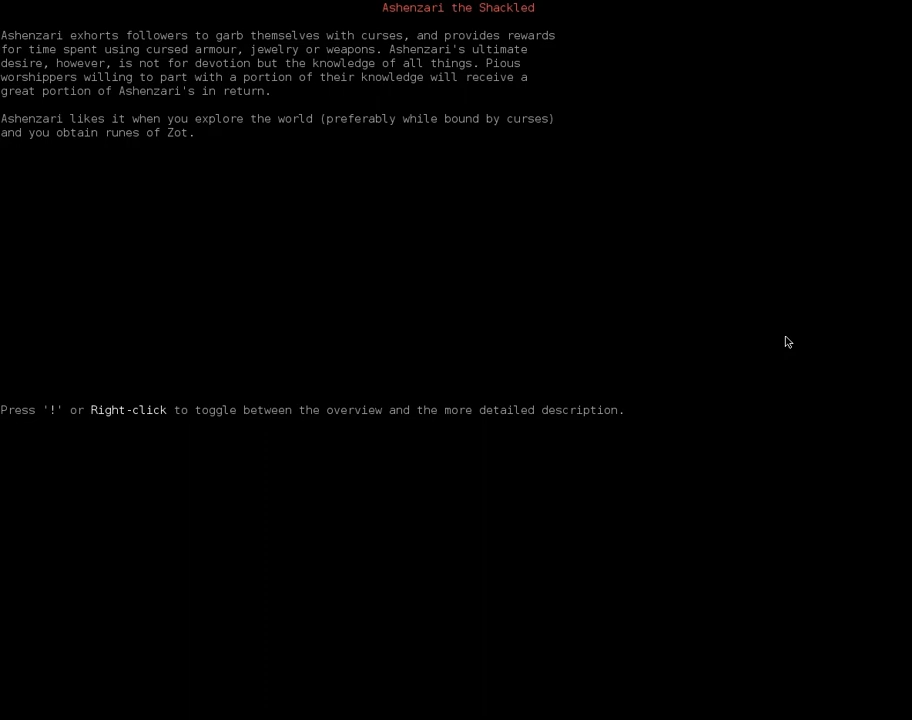 Ashenzari the Shackled
Ashenzari exhorts followers to garb themselves with curses, and provides rewards
for time spent using cursed armour, jewelry or weapons. Ashenzari's ultimate
desire, however, is not for devotion but the knowledge of all things. Pious
worshippers willing to part with a portion of their knowledge will receive a
great portion of Ashenzari's in return.
Ashenzari likes it when you explore the world (preferably while bound by curses)
and you obtain runes of Zot.
Press '!' or Right-click to toggle between the overview and the more detailed description.